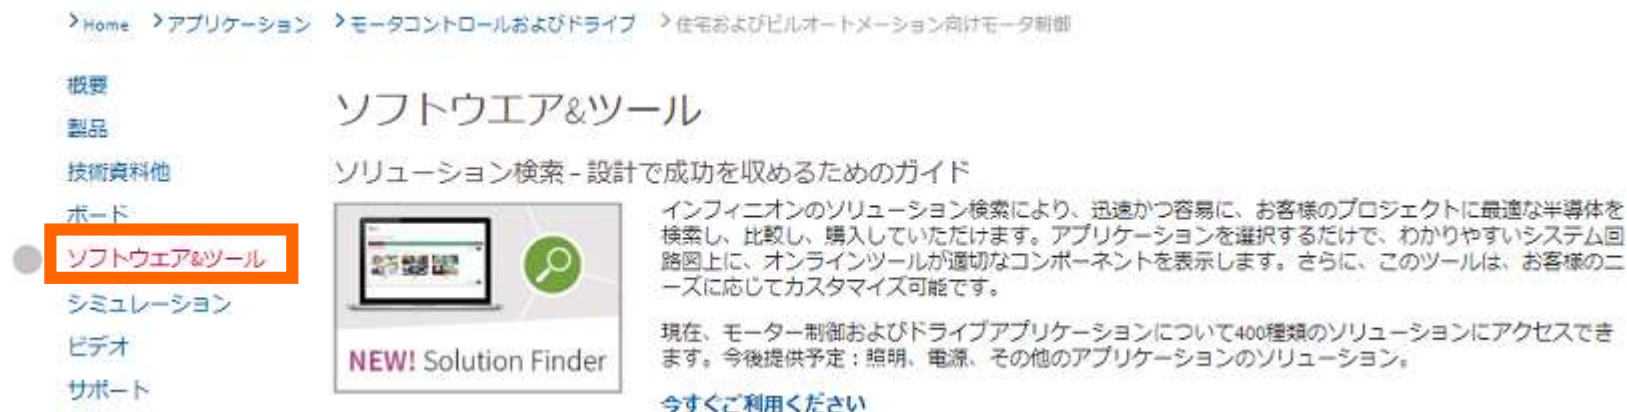 Home アプリケーション モータコントロールおよびドライブ 住宅およびビルオートメーション向けモータ制御
概要
製品
技術資料他
ボード
ソフトウエア&ツール
シミュレーション
ビデオ
サポート
ソフトウエア&ツール
ソリューション検索 – 設計で成功を収めるためのガイド
NEW! Solution Finder
インフィニオンのソリューション検索により、迅速かつ容易に、お客様のプロジェクトに最適な半導体を
検索し、比較し、購入していただけます。アプリケーションを選択するだけで、わかりやすいシステム回
路図上に、オンラインツールが適切なコンポーネントを表示します。さらに、このツールは、お客様のニ
ーズに応じてカスタマイズ可能です。
現在、モーター制御およびドライブアプリケーションについて400種類のソリューションにアクセスでき
ます。今後提供予定：照明、電源、その他のアプリケーションのソリューション。
今すぐご利用ください